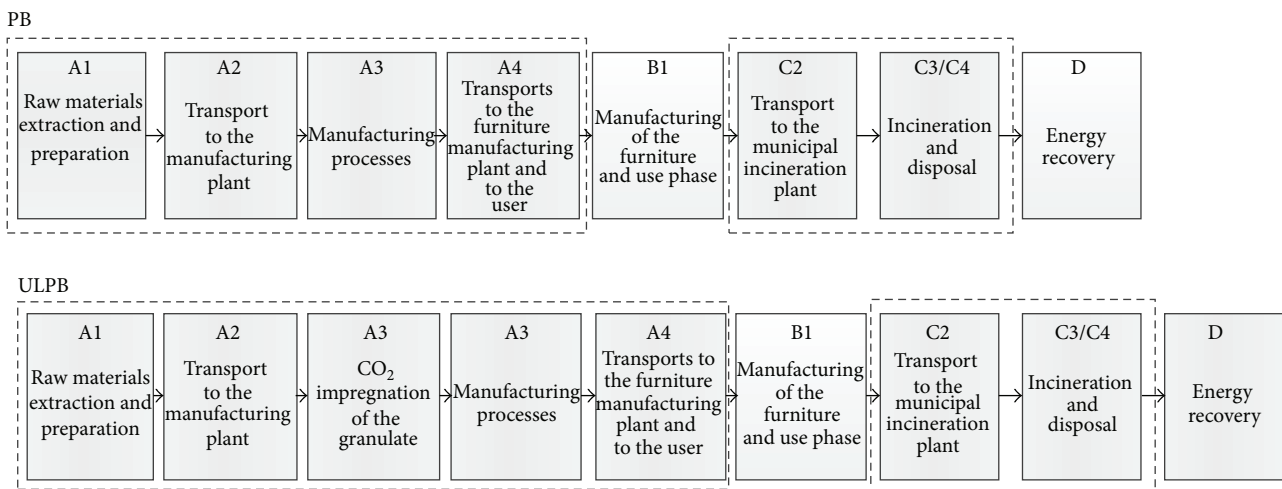 PB
A1
Raw materials
extraction and
preparation
A2
Transport
to the
manufacturing
plant
A3
Manufacturing
processes
A4
Transports
to the
furniture
manufacturing
plant and
to the
user
B1
Manufacturing
of the
furniture
and use phase
C2
Transport
to the
municipal
incineration
plant
C3/C4
Incineration
and
disposal
D
Energy
recovery
ULPB
A1
Raw materials
extraction and
preparation
A2
Transport
to the
manufacturing
plant
A3
CO₂
impregnation
of the
granulate
A3
Manufacturing
processes
A4
Transports to
the furniture
manufacturing
plant and
to the user
B1
Manufacturing
of the
furniture
and use phase
C2
Transport
to the
municipal
incineration
plant
C3/C4
Incineration
and
disposal
D
Energy
recovery